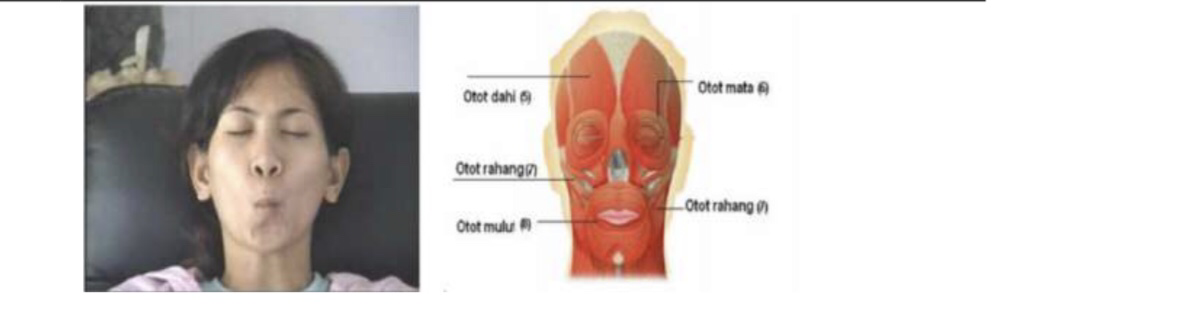 Otot dahi (5)
Otot mata (6)
Otot rahang(7)
Otot rahang (7)
Otot mulut (8)